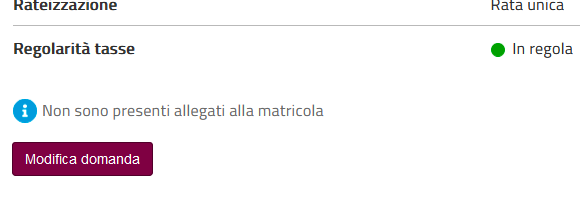 Rateizzazione Rata unica
Regolarità tasse In regola
Non sono presenti allegati alla matricola
Modifica domanda